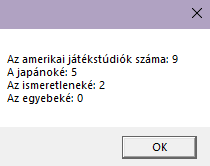 Az amerikai játékstúdiók száma: 9
A japánoké: 5
Az ismeretleneké: 2
Az egyebeké: 0
OK